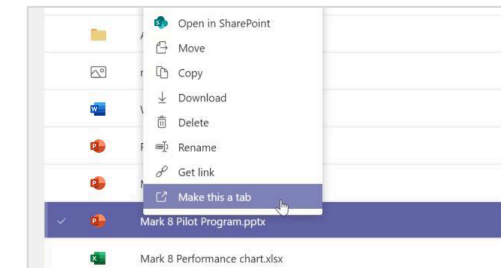 Open in SharePoint
Move
Copy
Download
Delete
Rename
Get link
Make this a tab
Mark 8 Pilot Program.pptx
Mark 8 Performance chart.xlsx